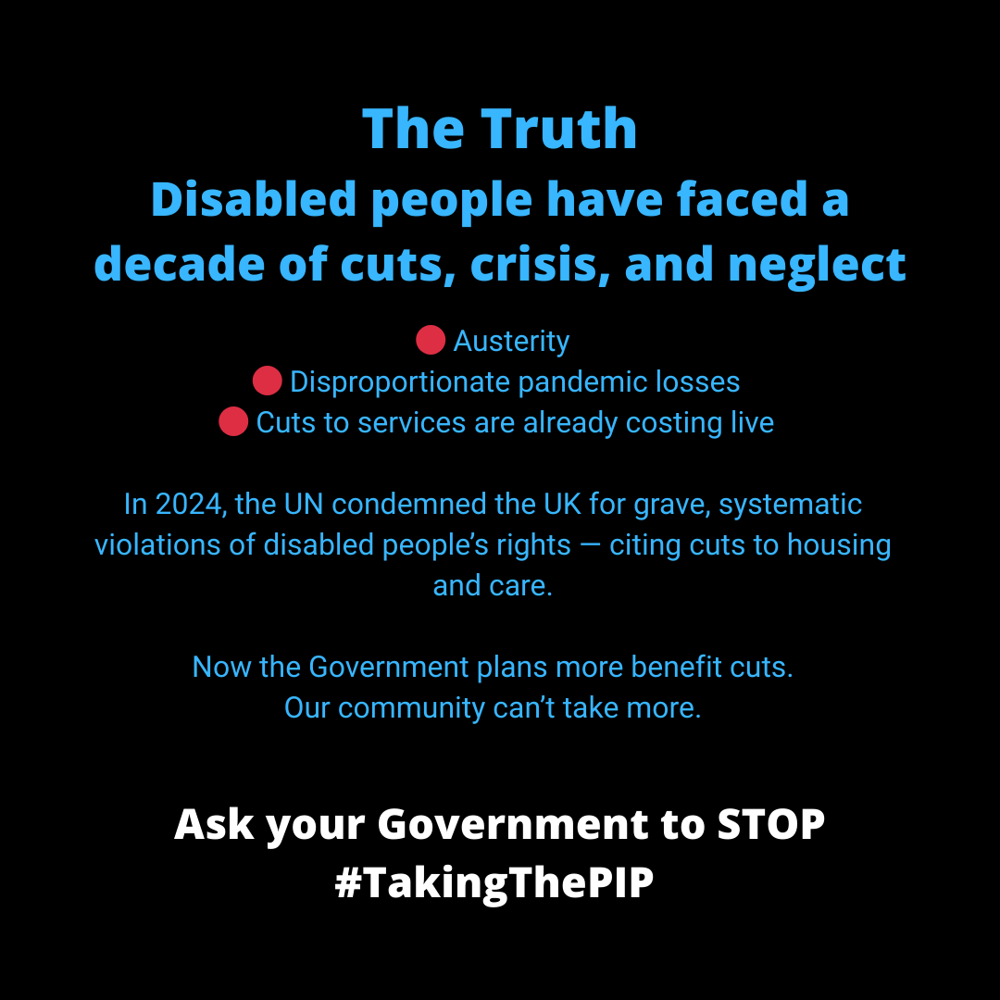 The Truth
Disabled people have faced a
decade of cuts, crisis, and neglect
🔴 Austerity
🔴 Disproportionate pandemic losses
🔴 Cuts to services are already costing live
In 2024, the UN condemned the UK for grave, systematic
violations of disabled people’s rights — citing cuts to housing
and care.
Now the Government plans more benefit cuts.
Our community can’t take more.
Ask your Government to STOP
#TakingThePIP